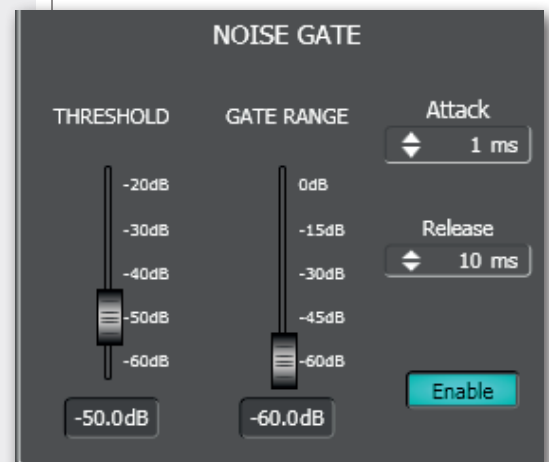 NOISE GATE
THRESHOLD
-20dB
-30dB
-40dB
-50dB
-60dB
-50.0dB
GATE RANGE
0dB
-15dB
-30dB
-45dB
-60dB
-60.0dB
Attack
1 ms
Release
10 ms
Enable